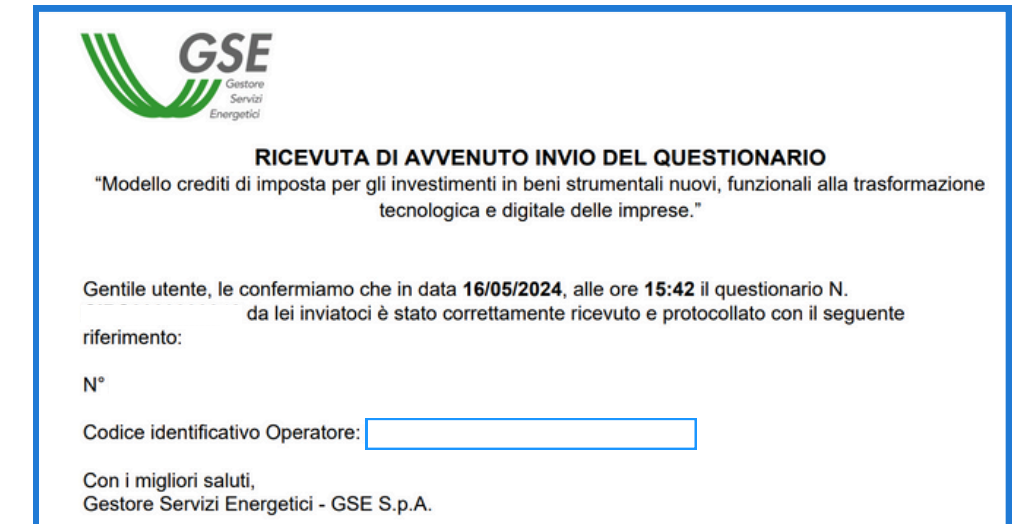 GSE
Gestore
Servizi
Energetici
RICEVUTA DI AVVENUTO INVIO DEL QUESTIONARIO
“Modello crediti di imposta per gli investimenti in beni strumentali nuovi, funzionali alla trasformazione
tecnologica e digitale delle imprese.”
Gentile utente, le confermiamo che in data 16/05/2024, alle ore 15:42 il questionario N.
da lei inviatoci è stato correttamente ricevuto e protocollato con il seguente
riferimento:
N°
Codice identificativo Operatore:
Con i migliori saluti,
Gestore Servizi Energetici - GSE S.p.A.